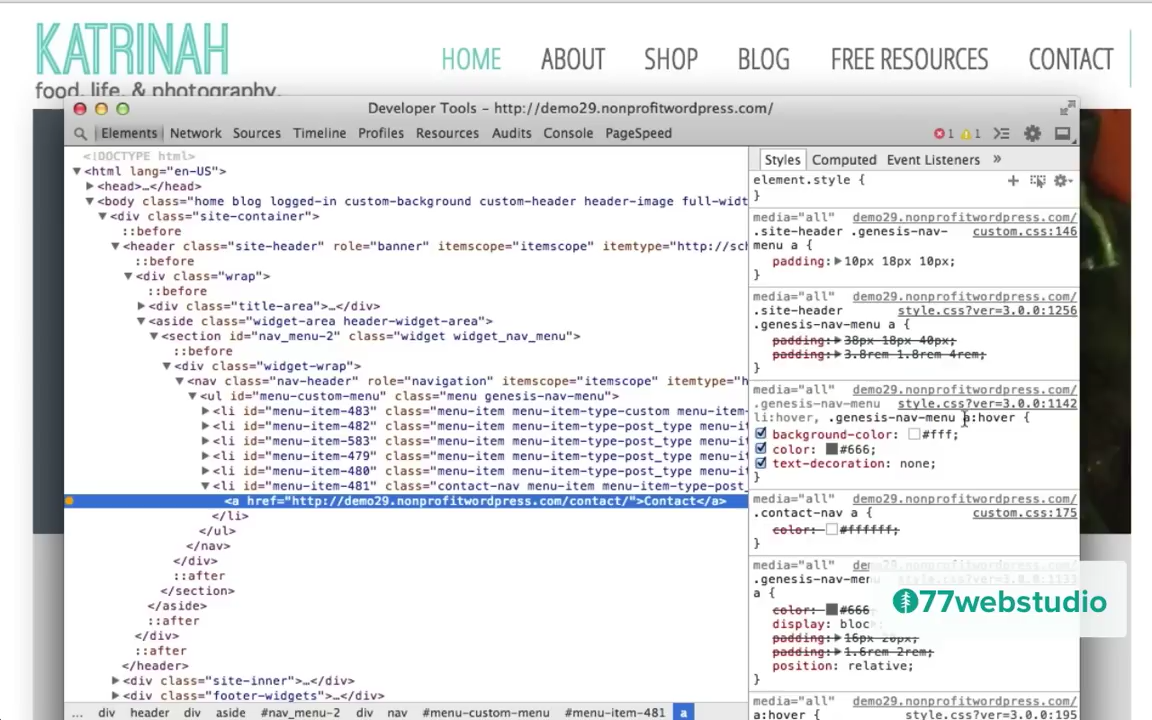 KATRINAH
food, life, & photography.
HOME ABOUT SHOP BLOG FREE RESOURCES CONTACT
Developer Tools - http://demo29.nonprofitwordpress.com/
Elements Network Sources Timeline Profiles Resources Audits Console PageSpeed 1 1
<!DOCTYPE html>
<html lang="en-US">
<head>…</head>
<body class="home blog logged-in custom-background custom-header header-image full-widt
<div class="site-container">
::before
<header class="site-header" role="banner" itemscope="itemscope" itemtype="http://sch
::before
<div class="wrap">
::before
<div class="title-area">…</div>
<aside class="widget-area header-widget-area">
<section id="nav_menu-2" class="widget widget_nav_menu">
::before
<div class="widget-wrap">
<nav class="nav-header" role="navigation" itemscope="itemscope" itemtype="h
<ul id="menu-custom-menu" class="menu genesis-nav-menu">
<li id="menu-item-483" class="menu-item menu-item-type-custom menu-item-
<li id="menu-item-482" class="menu-item menu-item-type-post_type menu-it
<li id="menu-item-583" class="menu-item menu-item-type-post_type menu-it
<li id="menu-item-479" class="menu-item menu-item-type-post_type menu-it
<li id="menu-item-480" class="menu-item menu-item-type-post_type menu-it
<li id="menu-item-481" class="contact-nav menu-item menu-item-type-post_
<a href="http://demo29.nonprofitwordpress.com/contact/">Contact</a>
</li>
</ul>
</nav>
</div>
::after
</section>
</aside>
::after
</div>
::after
</header>
<div class="site-inner">…</div>
<div class="footer-widgets">…</div>
... div header div aside #nav_menu-2 div nav #menu-custom-menu #menu-item-481 a
Styles Computed Event Listeners »
element.style {
}
media="all" demo29.nonprofitwordpress.com/
.site-header .genesis-nav- custom.css:146
menu a {
padding: 10px 18px 10px;
}
media="all" demo29.nonprofitwordpress.com/
.site-header style.css?ver=3.0.0:1256
.genesis-nav-menu a {
padding: 38px 18px 40px;
padding: 3.8rem 1.8rem 4rem;
}
media="all" demo29.nonprofitwordpress.com/
.genesis-nav-menu style.css?ver=3.0.0:1142
li:hover, .genesis-nav-menu a:hover {
background-color: #fff;
color: #666;
text-decoration: none;
}
media="all" demo29.nonprofitwordpress.com/
.contact-nav a { custom.css:175
color: #ffffff;
}
media="all" demo29.nonprofitwordpress.com/
.genesis-nav-menu
a {
color: #666
display: bloc
padding: 16px 20px;
padding: 1.6rem 2rem;
position: relative;
}
77webstudio
media="all" demo29.nonprofitwordpress.com/
a:hover { style.css?ver=3.0.0:195